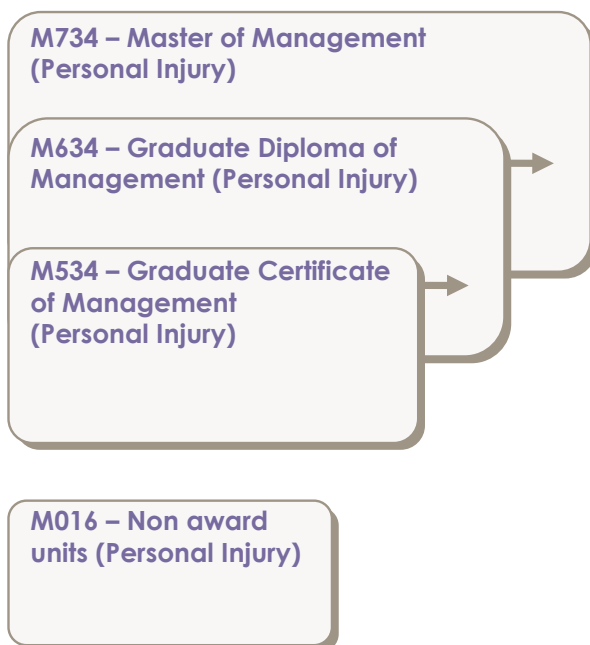 M734 – Master of Management
(Personal Injury)
M634 – Graduate Diploma of
Management (Personal Injury)
M534 – Graduate Certificate
of Management
(Personal Injury)
M016 – Non award
units (Personal Injury)